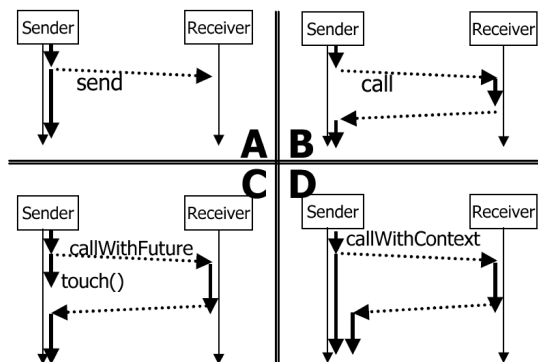 Sender Receiver
send
A
Sender Receiver
call
B
C
Sender Receiver
callWithFuture
touch()
D
Sender Receiver
callWithContext